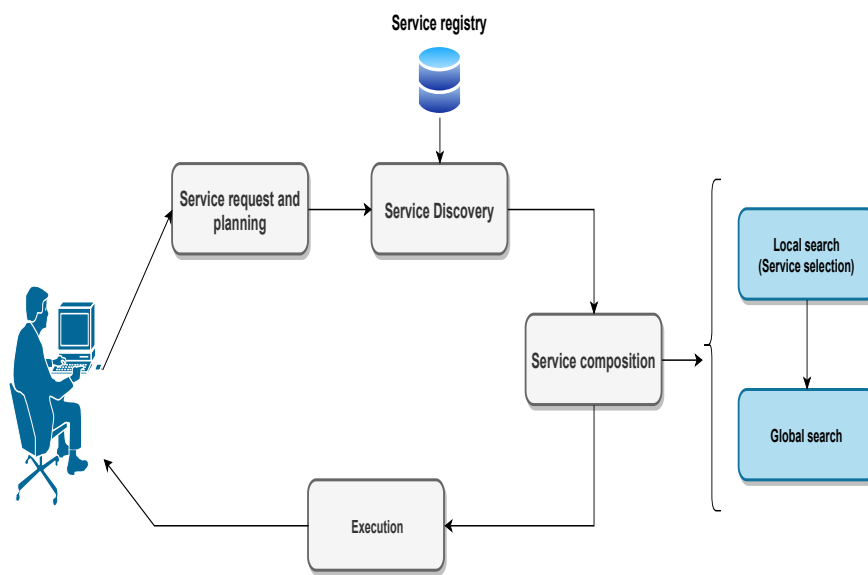 Service registry
Service request and
planning
Service Discovery
Local search
(Service selection)
Service composition
Global search
Execution